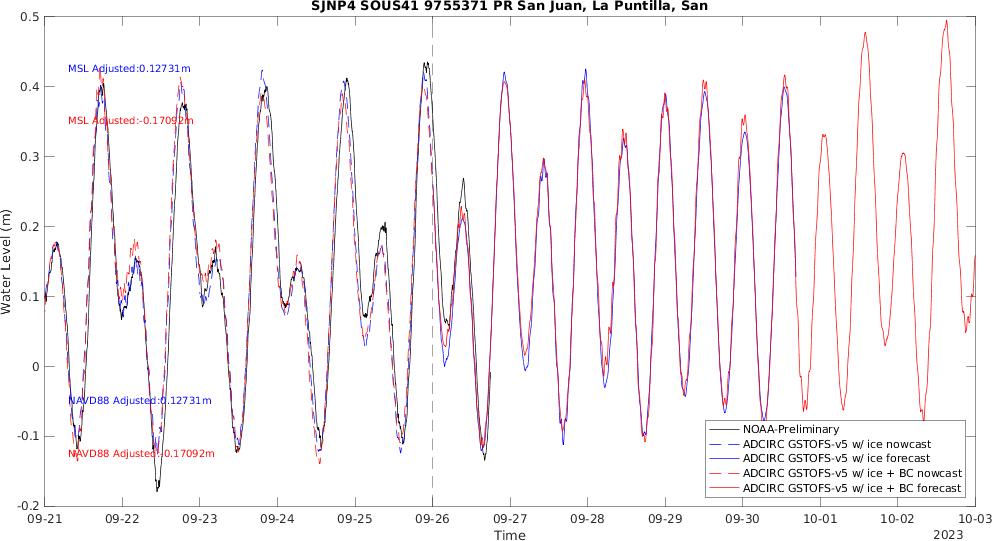 SJNP4 SOUS41 9755371 PR San Juan, La Puntilla, San
Water Level (m)
0.5
0.4
0.3
0.2
0.1
0
-0.1
-0.2
MSL Adjusted:0.12731m
MSL Adjusted:-0.17092m
NAVD88 Adjusted:0.12731m
NAVD88 Adjusted:-0.17092m
NOAA-Preliminary
ADCIRC GSTOFS-v5 w/ ice nowcast
ADCIRC GSTOFS-v5 w/ ice forecast
ADCIRC GSTOFS-v5 w/ ice + BC nowcast
ADCIRC GSTOFS-v5 w/ ice + BC forecast
09-21 09-22 09-23 09-24 09-25 09-26 09-27 09-28 09-29 09-30 10-01 10-02 10-03
Time
2023